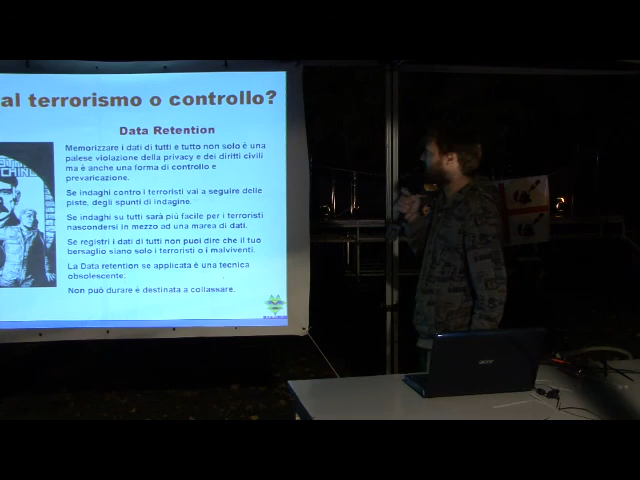 al terrorismo o controllo?
Data Retention
Memorizzare i dati di tutti e tutto non solo è una
palese violazione della privacy e dei diritti civili
ma è anche una forma di controllo e
prevaricazione.
Se indaghi contro i terroristi vai a seguire delle
piste, degli spunti di indagine.
Se indaghi su tutti sarà più facile per i terroristi
nascondersi in mezzo ad una marea di dati.
Se registri i dati di tutti non puoi dire che il tuo
bersaglio siano solo i terroristi o i malviventi.
La Data retention se applicata è una tecnica
obsolescente:
Non può durare è destinata a collassare.
acer